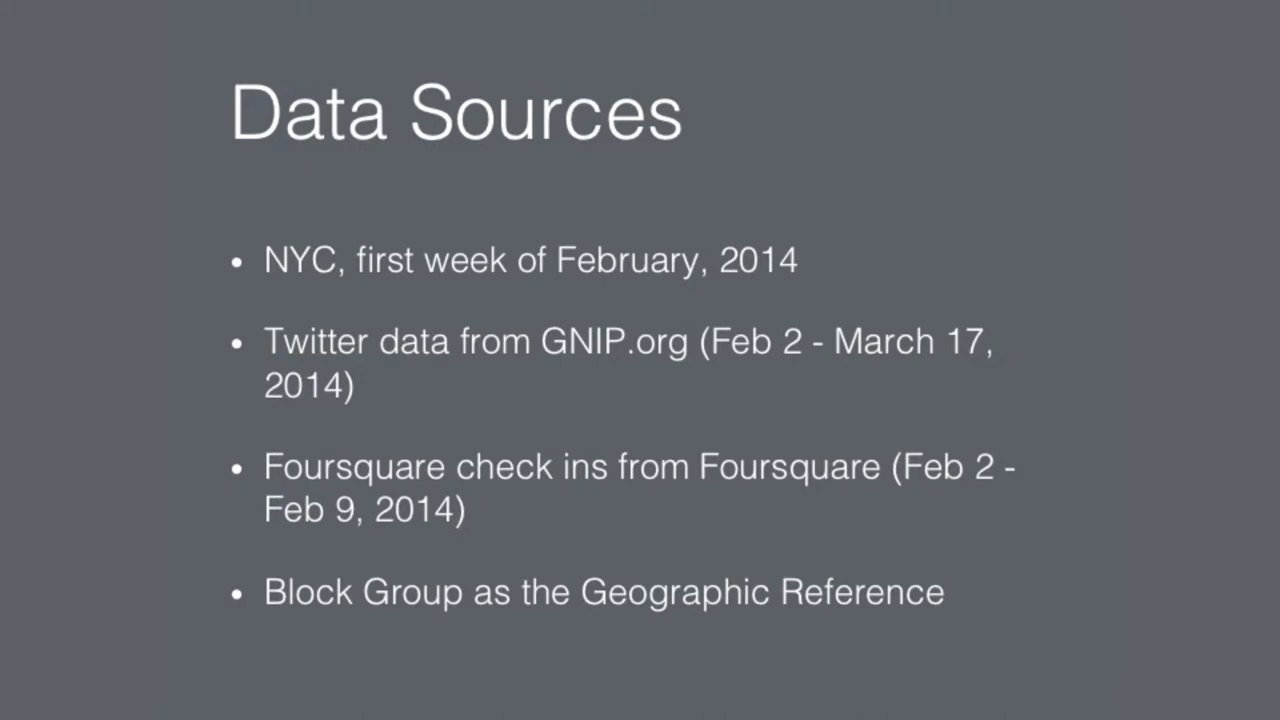 Data Sources
• NYC, first week of February, 2014
• Twitter data from GNIP.org (Feb 2 - March 17,
2014)
• Foursquare check ins from Foursquare (Feb 2 -
Feb 9, 2014)
• Block Group as the Geographic Reference